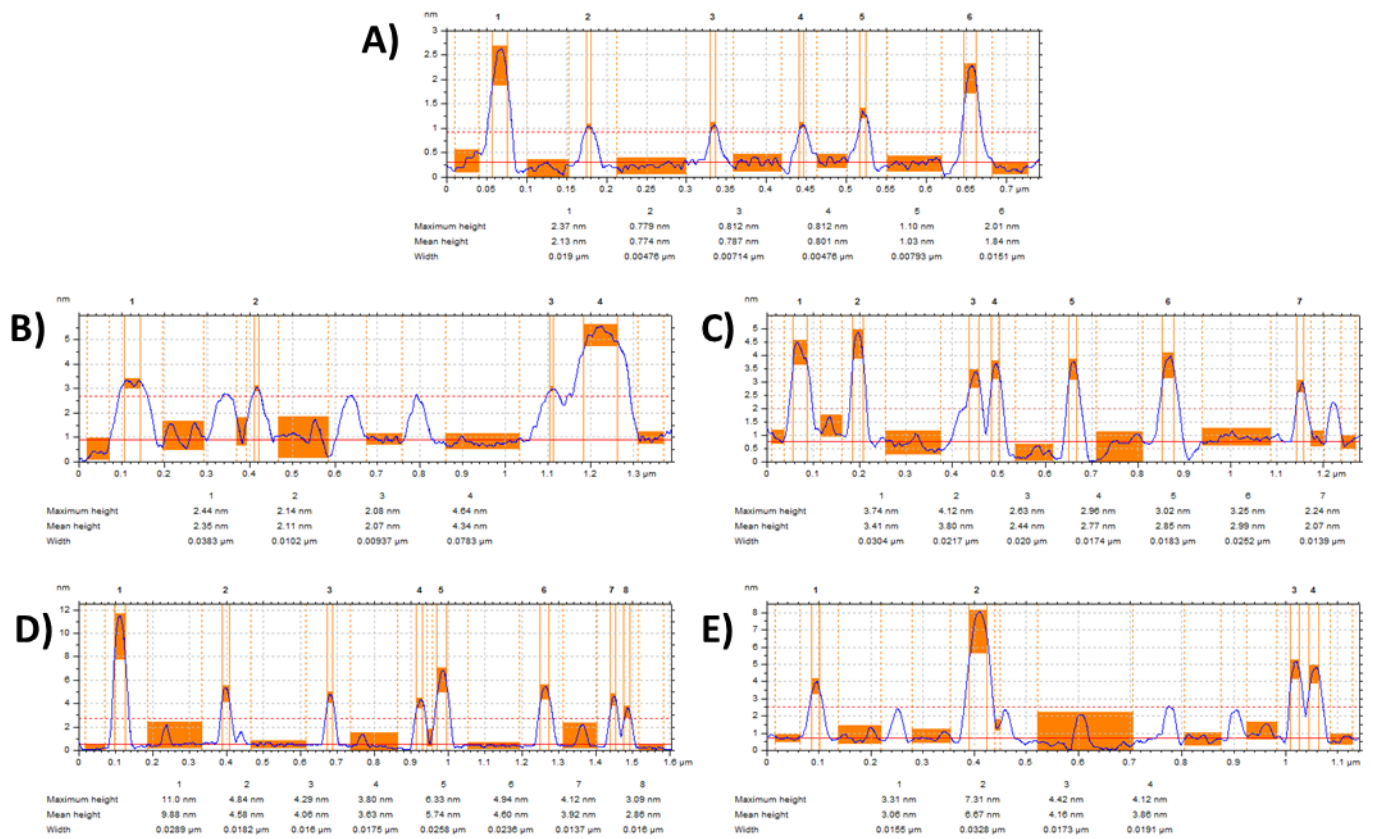 A)
nm 1 2 3 4 5 6
3
2.5
2
1.5
1
0.5
0
0 0.05 0.1 0.15 0.2 0.25 0.3 0.35 0.4 0.45 0.5 0.55 0.6 0.65 0.7 µm
1 2 3 4 5 6
Maximum height 2.37 nm 0.779 nm 0.812 nm 0.812 nm 1.10 nm 2.01 nm
Mean height 2.13 nm 0.774 nm 0.787 nm 0.801 nm 1.03 nm 1.84 nm
Width 0.019 µm 0.00476 µm 0.00714 µm 0.00476 µm 0.00793 µm 0.0151 µm
B)
nm 1 2 3 4
5
4
3
2
1
0
0 0.1 0.2 0.3 0.4 0.5 0.6 0.7 0.8 0.9 1 1.1 1.2 1.3 µm
1 2 3 4
Maximum height 2.44 nm 2.14 nm 2.08 nm 4.64 nm
Mean height 2.35 nm 2.11 nm 2.07 nm 4.34 nm
Width 0.0383 µm 0.0102 µm 0.00937 µm 0.0783 µm
C)
nm 1 2 3 4 5 6 7
5
4.5
4
3.5
3
2.5
2
1.5
1
0.5
0
0 0.1 0.2 0.3 0.4 0.5 0.6 0.7 0.8 0.9 1 1.1 1.2 µm
1 2 3 4 5 6 7
Maximum height 3.74 nm 4.12 nm 2.63 nm 2.96 nm 3.02 nm 3.25 nm 2.24 nm
Mean height 3.41 nm 3.80 nm 2.44 nm 2.77 nm 2.85 nm 2.99 nm 2.07 nm
Width 0.0304 µm 0.0217 µm 0.020 µm 0.0174 µm 0.0183 µm 0.0252 µm 0.0139 µm
D)
nm 1 2 3 4 5 6 7 8
12
10
8
6
4
2
0
0 0.1 0.2 0.3 0.4 0.5 0.6 0.7 0.8 0.9 1 1.1 1.2 1.3 1.4 1.5 1.6 µm
1 2 3 4 5 6 7 8
Maximum height 11.0 nm 4.84 nm 4.29 nm 3.80 nm 6.33 nm 4.94 nm 4.12 nm 3.09 nm
Mean height 9.88 nm 4.58 nm 4.06 nm 3.63 nm 5.74 nm 4.60 nm 3.92 nm 2.86 nm
Width 0.0289 µm 0.0182 µm 0.016 µm 0.0175 µm 0.0258 µm 0.0236 µm 0.0137 µm 0.016 µm
E)
nm 1 2 3 4
8
7
6
5
4
3
2
1
0
0 0.1 0.2 0.3 0.4 0.5 0.6 0.7 0.8 0.9 1 1.1 µm
1 2 3 4
Maximum height 3.31 nm 7.31 nm 4.42 nm 4.12 nm
Mean height 3.06 nm 6.67 nm 4.16 nm 3.86 nm
Width 0.0155 µm 0.0328 µm 0.0173 µm 0.0191 µm